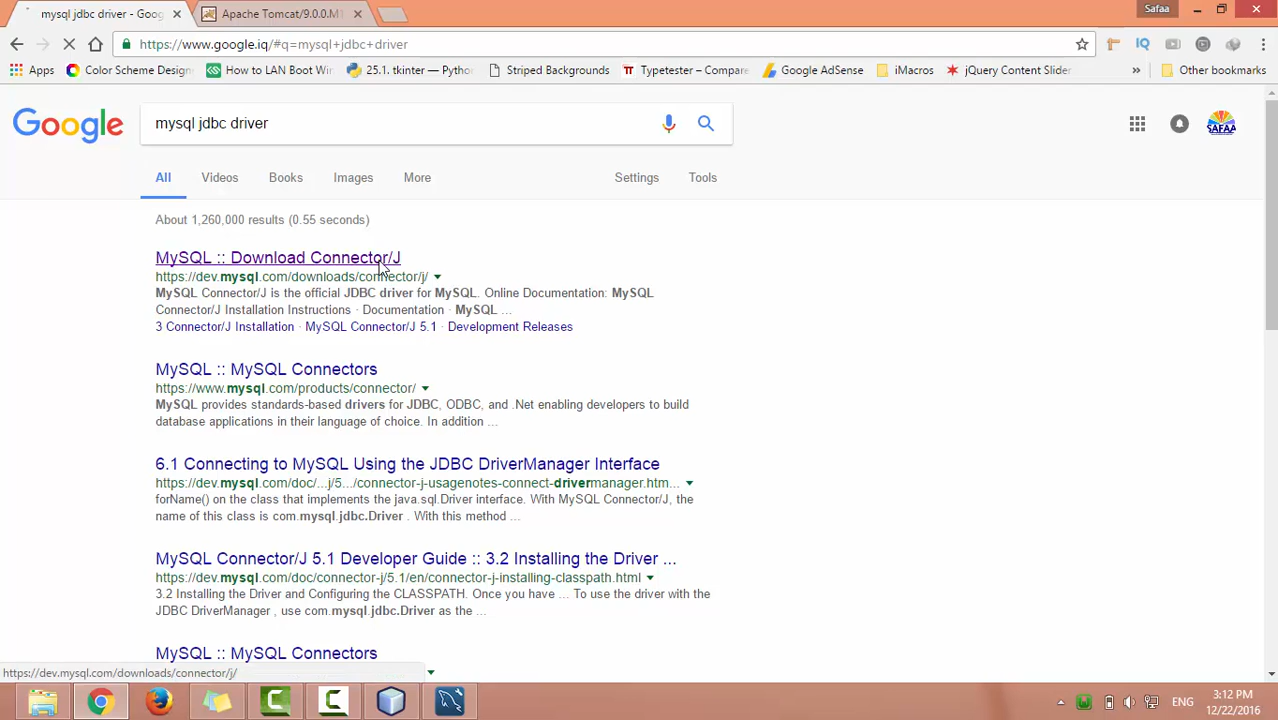 mysql jdbc driver - Goog
Apache Tomcat/9.0.0.M1
Safaa
https://www.google.iq/#q=mysql+jdbc+driver
Apps
Color Scheme Design
How to LAN Boot Wir
25.1. tkinter — Pytho
Striped Backgrounds
Typetester – Compare
Google AdSense
iMacros
jQuery Content Slider
»
Other bookmarks
Google
mysql jdbc driver
SAFAA
All
Videos
Books
Images
More
Settings
Tools
About 1,260,000 results (0.55 seconds)
MySQL :: Download Connector/J
https://dev.mysql.com/downloads/connector/j/
MySQL Connector/J is the official JDBC driver for MySQL. Online Documentation: MySQL
Connector/J Installation Instructions · Documentation · MySQL ...
3 Connector/J Installation · MySQL Connector/J 5.1 · Development Releases
MySQL :: MySQL Connectors
https://www.mysql.com/products/connector/
MySQL provides standards-based drivers for JDBC, ODBC, and .Net enabling developers to build
database applications in their language of choice. In addition ...
6.1 Connecting to MySQL Using the JDBC DriverManager Interface
https://dev.mysql.com/doc/...j/5.../connector-j-usagenotes-connect-drivermanager.htm...
forName() on the class that implements the java.sql.Driver interface. With MySQL Connector/J, the
name of this class is com.mysql.jdbc.Driver . With this method ...
MySQL Connector/J 5.1 Developer Guide :: 3.2 Installing the Driver ...
https://dev.mysql.com/doc/connector-j/5.1/en/connector-j-installing-classpath.html
3.2 Installing the Driver and Configuring the CLASSPATH. Once you have ... To use the driver with the
JDBC DriverManager , use com.mysql.jdbc.Driver as the ...
MySQL :: MySQL Connectors
https://dev.mysql.com/downloads/connector/j/
ENG
3:12 PM
12/22/2016